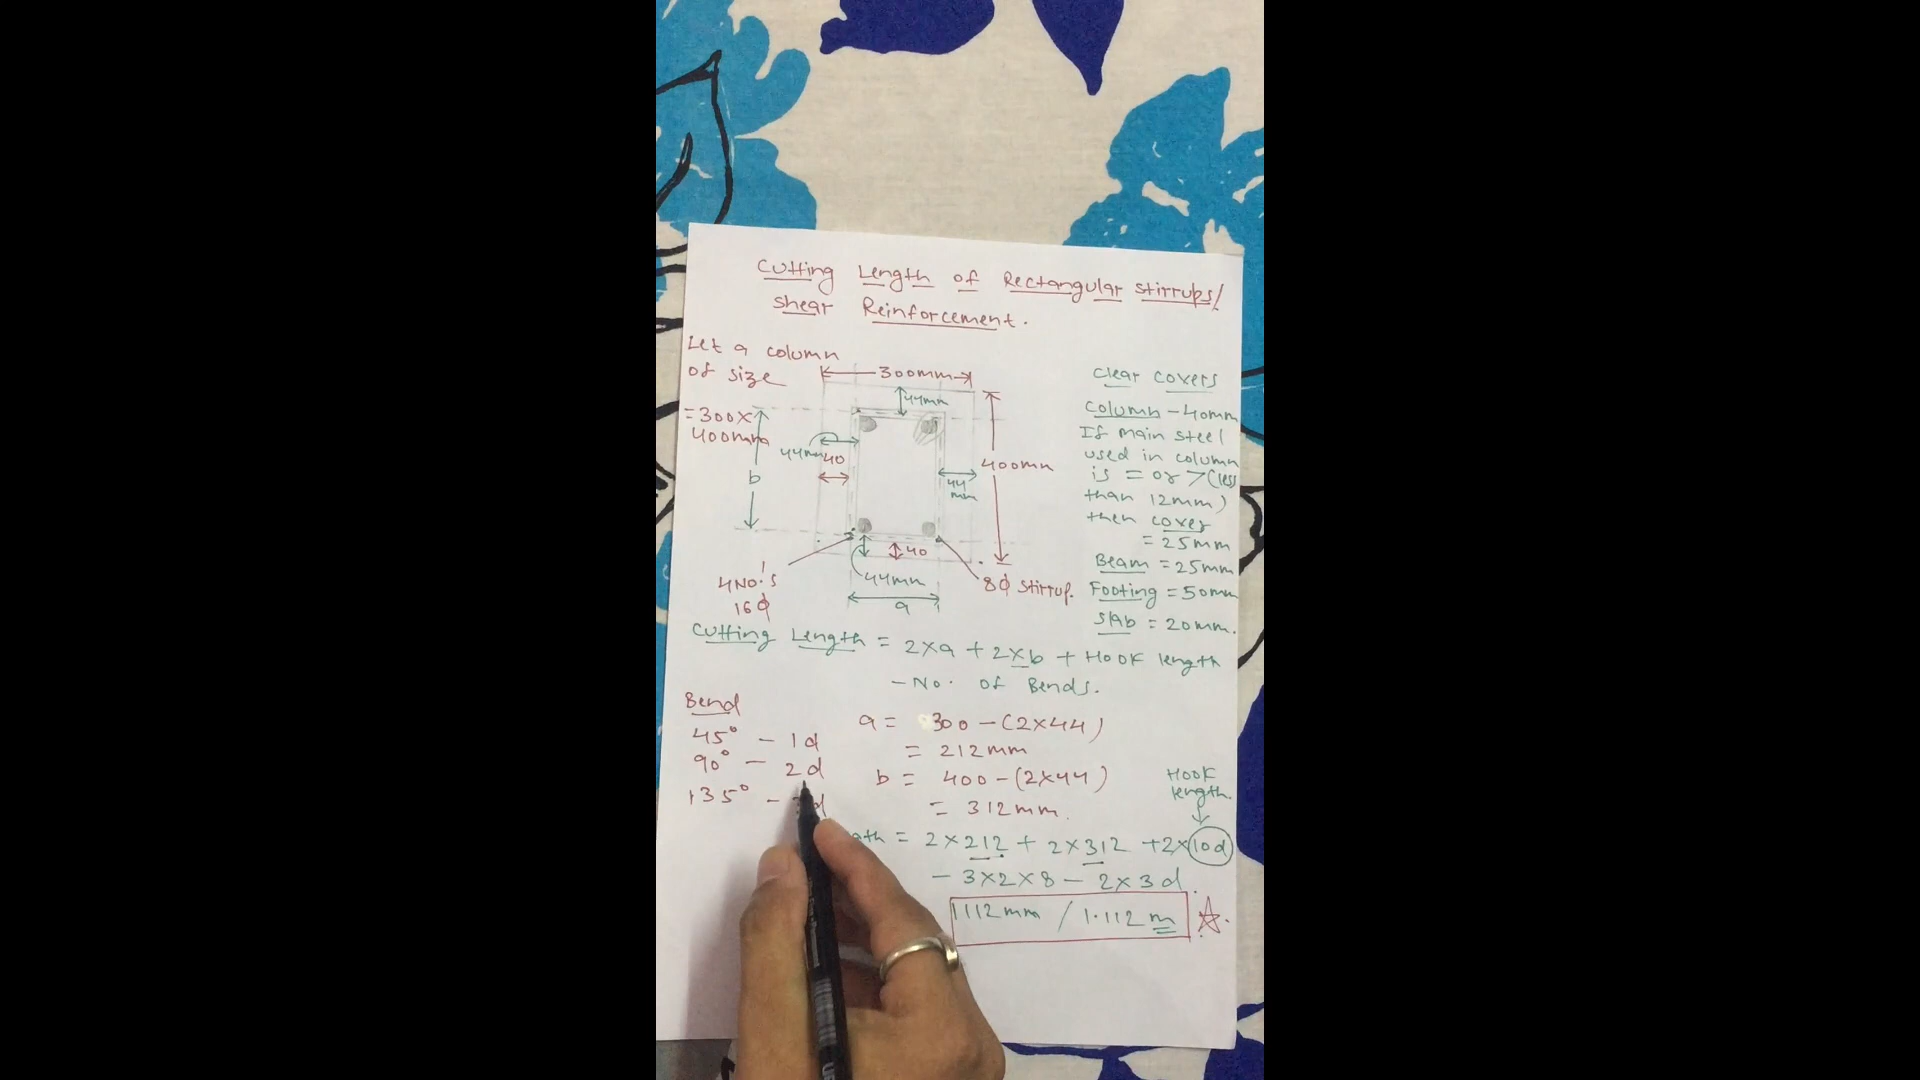 Cutting Length of Rectangular stirrups/
shear Reinforcement.
Let a column
of size
=300x
400mm
300mm
44mm
44mm
40
b
400mm
44
mm
40
44mm
4No.'s
16ϕ
8ϕ stirrup.
a
Clear covers
Column - 40mm
If main steel
used in column
is = or > (less
than 12mm)
then cover
= 25mm
Beam = 25mm
Footing = 50mm
Slab = 20mm.
Cutting Length = 2xa + 2xb + Hook length
- No. of Bends.
Bend
45° - 1d
90° - 2d
135° - d
a = 300 - (2x44)
= 212mm
b = 400 - (2x44)
= 312mm.
Hook
length.
= 2x212 + 2x312 + 2x10d
- 3x2x8 - 2x3d.
1112mm / 1.112 m